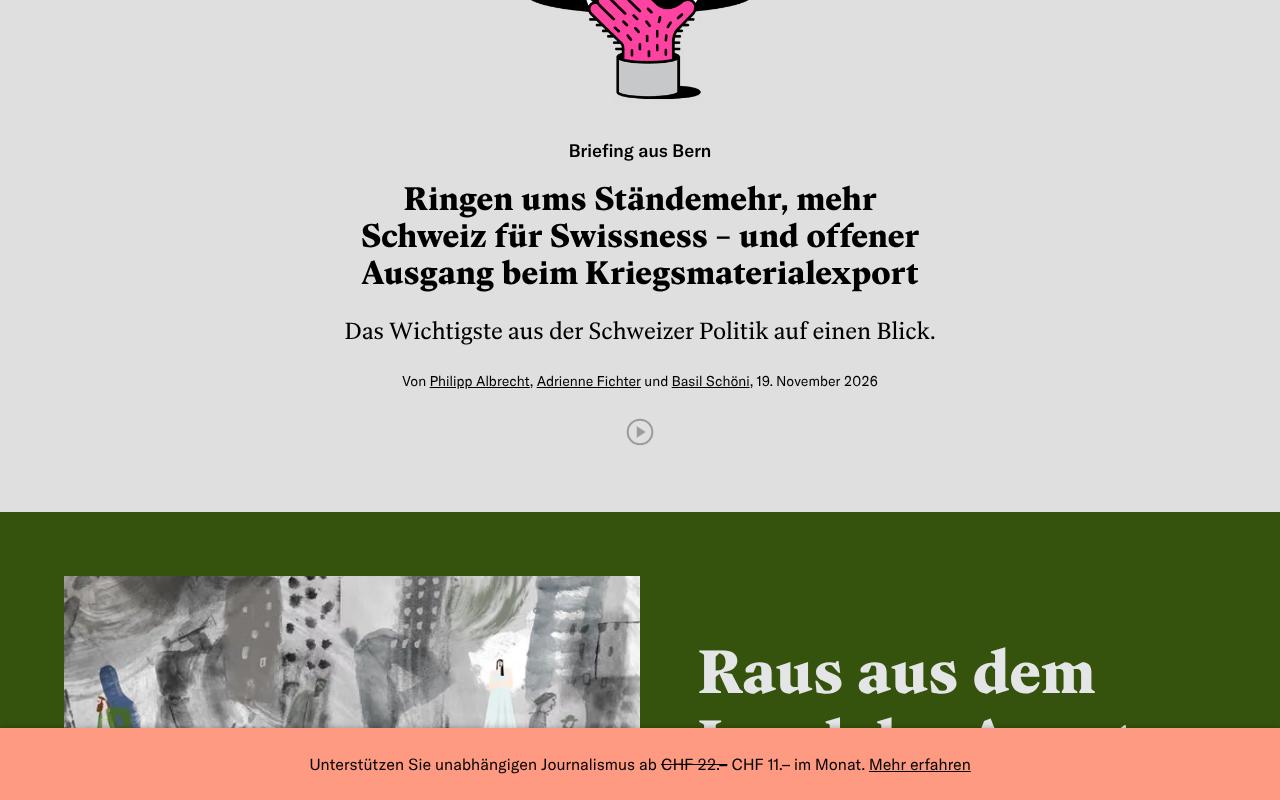 Briefing aus Bern
Ringen ums Ständemehr, mehr
Schweiz für Swissness – und offener
Ausgang beim Kriegsmaterialexport
Das Wichtigste aus der Schweizer Politik auf einen Blick.
Von Philipp Albrecht, Adrienne Fichter und Basil Schöni, 19. November 2026
Raus aus dem
Unterstützen Sie unabhängigen Journalismus ab CHF 22.– CHF 11.– im Monat. Mehr erfahren